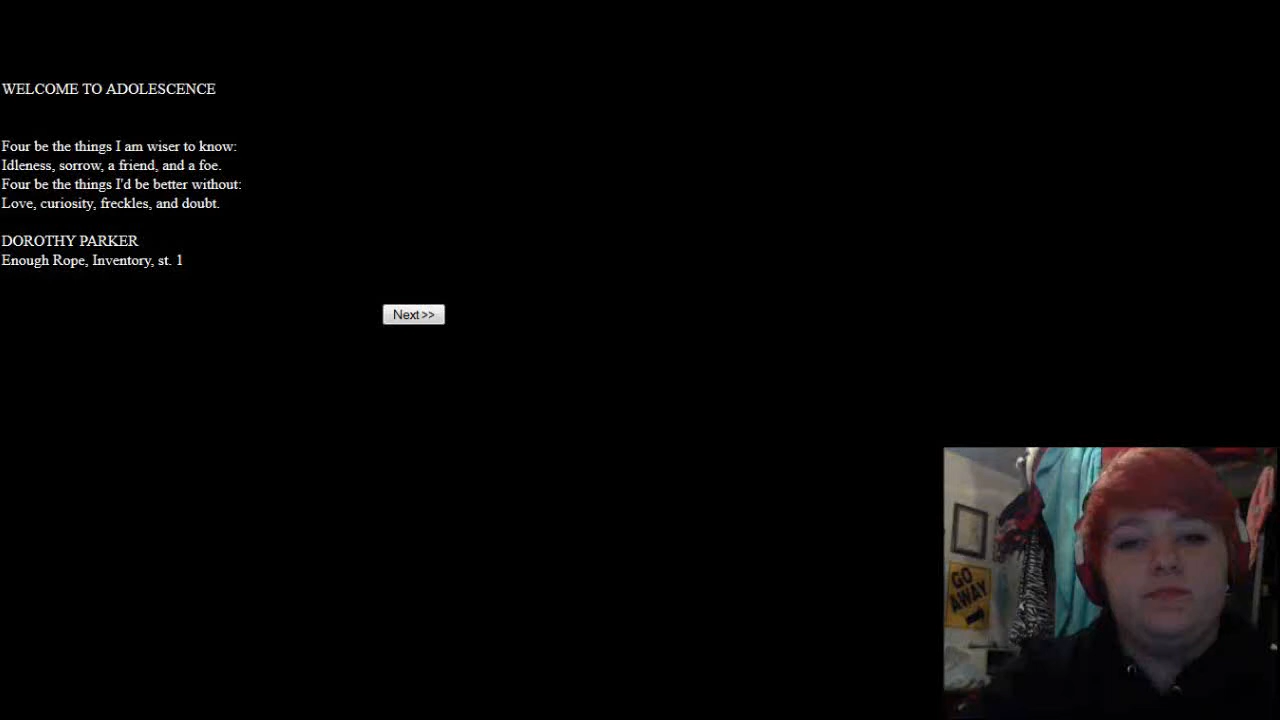 WELCOME TO ADOLESCENCE
Four be the things I am wiser to know:
Idleness, sorrow, a friend, and a foe.
Four be the things I'd be better without:
Love, curiosity, freckles, and doubt.
DOROTHY PARKER
Enough Rope, Inventory, st. 1
Next >>
GO
AWAY